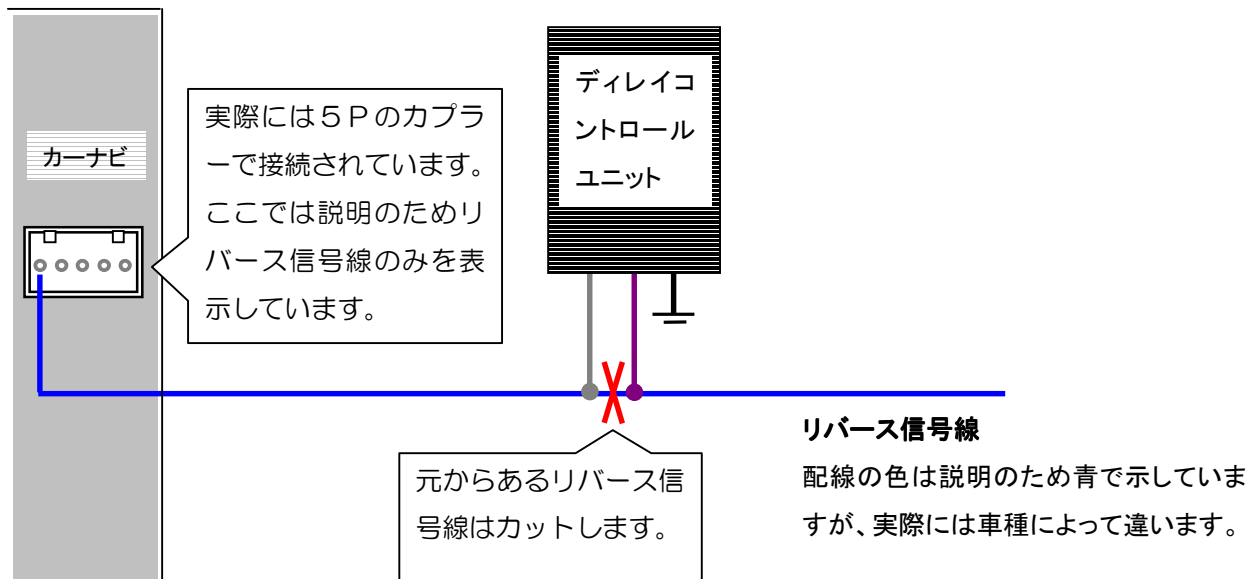 カーナビ
実際には5Pのカプラ
ーで接続されています。
ここでは説明のためリ
バース信号線のみを表
示しています。
ディレイコ
ントロール
ユニット
元からあるリバース信
号線はカットします。
リバース信号線
配線の色は説明のため青で示していま
すが、実際には車種によって違います。